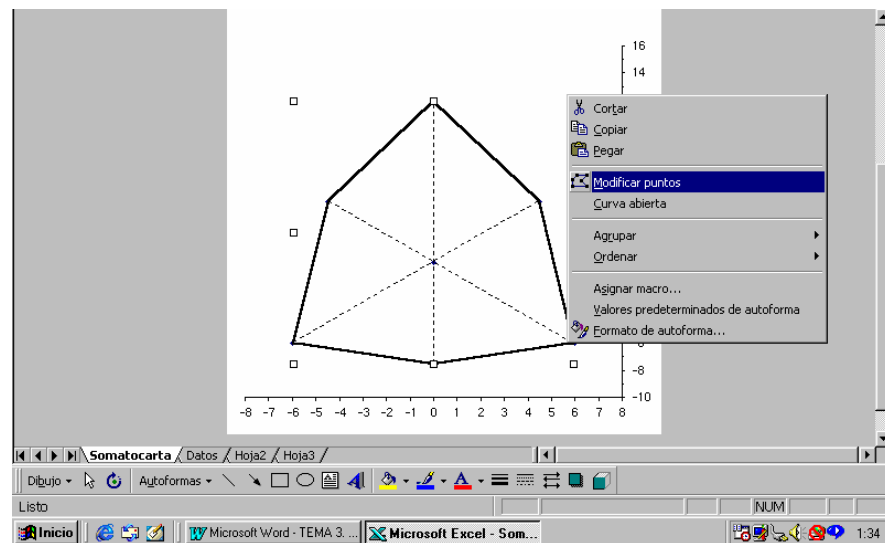 16
14
Cortar
Copiar
Pegar
Modificar puntos
Curva abierta
Agrupar
Ordenar
Asignar macro...
Valores predeterminados de autoforma
Formato de autoforma...
-8
-10
-8 -7 -6 -5 -4 -3 -2 -1 0 1 2 3 4 5 6 7 8
Somatocarta Datos Hoja2 Hoja3
Dibujo Autoformas
Listo NUM
Inicio Microsoft Word - TEMA 3. ... Microsoft Excel - Som... 1:34